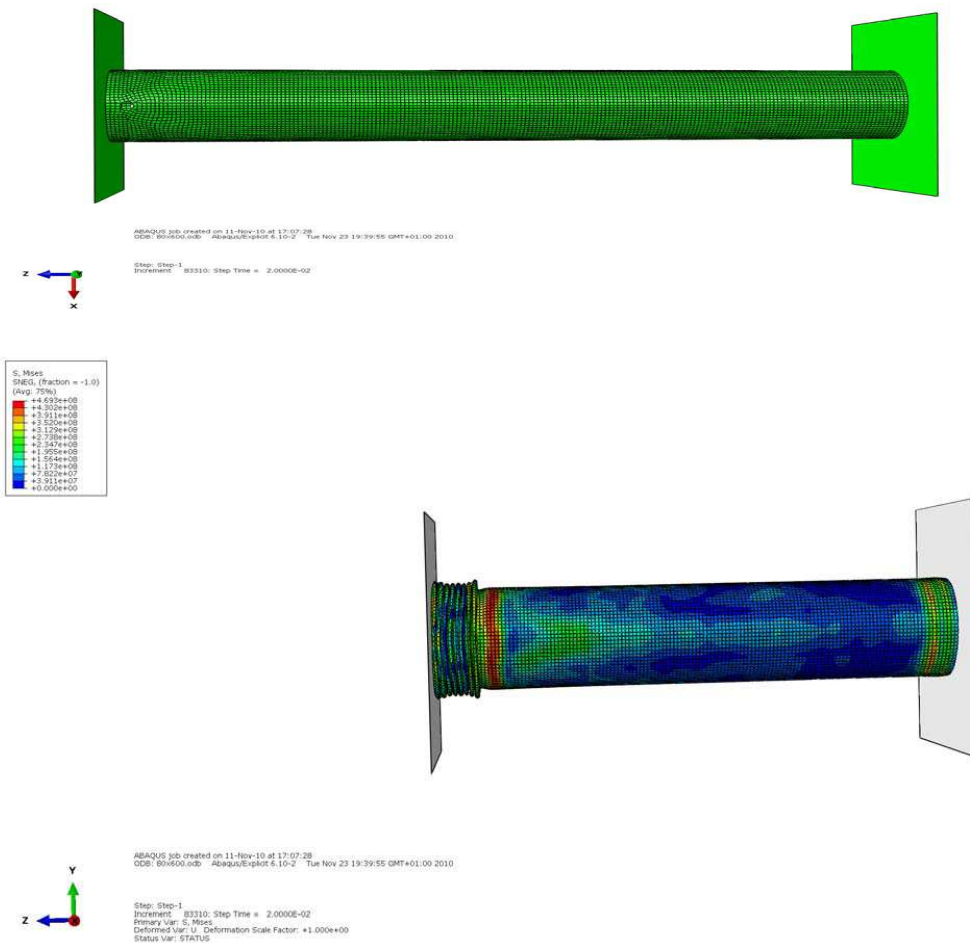 ABAQUS job created on 11-Nov-10 at 17:07:28
ODB: 80x600.odb Abaqus/Explicit 6.10-2 Tue Nov 23 19:39:55 GMT+01:00 2010
Step: Step-1
Increment 83310: Step Time = 2.0000E-02
Z
Y
X
S, Mises
SNEG, (fraction = -1.0)
(Avg: 75%)
+4.693e+08
+4.302e+08
+3.911e+08
+3.520e+08
+3.129e+08
+2.738e+08
+2.347e+08
+1.955e+08
+1.564e+08
+1.173e+08
+7.822e+07
+3.911e+07
+0.000e+00
ABAQUS job created on 11-Nov-10 at 17:07:28
ODB: 80x600.odb Abaqus/Explicit 6.10-2 Tue Nov 23 19:39:55 GMT+01:00 2010
Y
Z
X
Step: Step-1
Increment 83310: Step Time = 2.0000E-02
Primary Var: S, Mises
Deformed Var: U Deformation Scale Factor: +1.000e+00
Status Var: STATUS